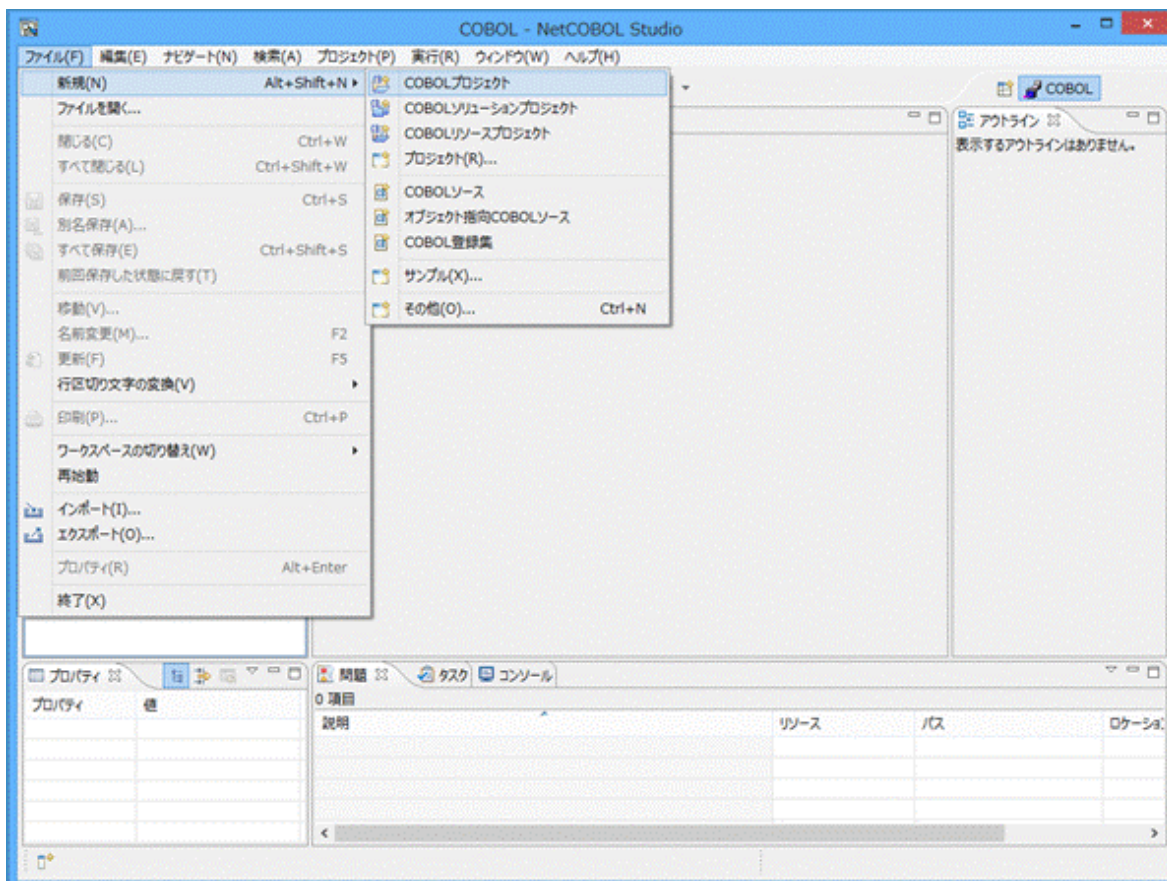 COBOL - NetCOBOL Studio
ファイル(F) 編集(E) ナビゲート(N) 検索(A) プロジェクト(P) 実行(R) ウィンドウ(W) ヘルプ(H)
新規(N) Alt+Shift+N
ファイルを開く...
閉じる(C) Ctrl+W
すべて閉じる(L) Ctrl+Shift+W
保存(S) Ctrl+S
別名保存(A)...
すべて保存(E) Ctrl+Shift+S
前回保存した状態に戻す(T)
移動(V)...
名前変更(M)... F2
更新(F) F5
行区切り文字の変換(V)
印刷(P)... Ctrl+P
ワークスペースの切り替え(W)
再始動
インポート(I)...
エクスポート(O)...
プロパティ(R) Alt+Enter
終了(X)
COBOLプロジェクト
COBOLソリューションプロジェクト
COBOLリソースプロジェクト
プロジェクト(R)...
COBOLソース
オブジェクト指向COBOLソース
COBOL登録集
サンプル(X)...
その他(O)... Ctrl+N
COBOL
アウトライン
表示するアウトラインはありません。
プロパティ
プロパティ 値
問題 タスク コンソール
0 項目
説明 リソース パス ロケーション